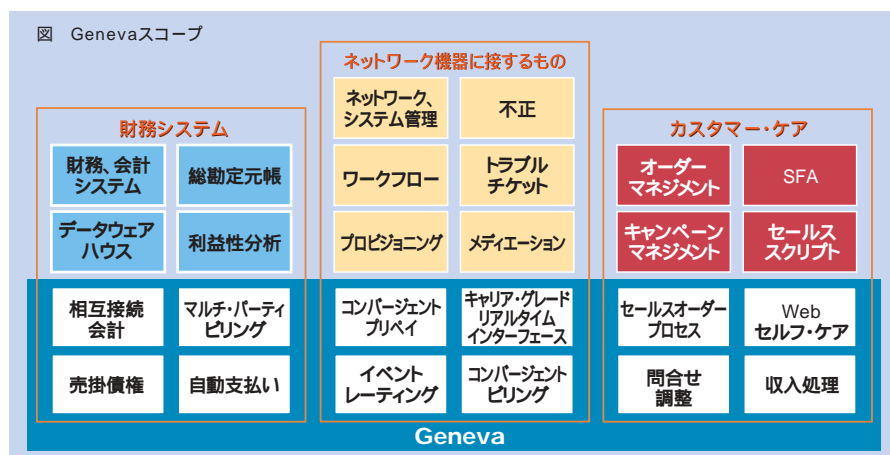 図 Genevaスコープ
財務システム
財務、会計
システム
総勘定元帳
データウェア
ハウス
利益性分析
相互接続
会計
マルチ・パーティ
ビリング
売掛債権
自動支払い
ネットワーク機器に接するもの
ネットワーク、
システム管理
不正
ワークフロー
トラブル
チケット
プロビジョニング
メディエーション
コンバージェント
プリペイ
キャリア・グレード
リアルタイム
インターフェース
イベント
レーティング
コンバージェント
ビリング
カスタマー・ケア
オーダー
マネジメント
SFA
キャンペーン
マネジメント
セールス
スクリプト
セールスオーダー
プロセス
Web
セルフ・ケア
問合せ
調整
収入処理
Geneva